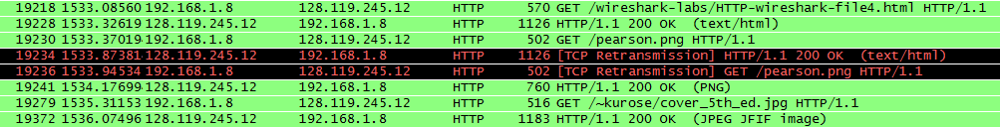 19218 1533.08560 192.168.1.8 128.119.245.12 HTTP 570 GET /wireshark-labs/HTTP-wireshark-file4.html HTTP/1.1
19228 1533.32619 128.119.245.12 192.168.1.8 HTTP 1126 HTTP/1.1 200 OK (text/html)
19230 1533.37019 192.168.1.8 128.119.245.12 HTTP 502 GET /pearson.png HTTP/1.1
19234 1533.87381 128.119.245.12 192.168.1.8 HTTP 1126 [TCP Retransmission] HTTP/1.1 200 OK (text/html)
19236 1533.94534 192.168.1.8 128.119.245.12 HTTP 502 [TCP Retransmission] GET /pearson.png HTTP/1.1
19241 1534.17699 128.119.245.12 192.168.1.8 HTTP 760 HTTP/1.1 200 OK (PNG)
19279 1535.31153 192.168.1.8 128.119.245.12 HTTP 516 GET /~kurose/cover_5th_ed.jpg HTTP/1.1
19372 1536.07496 128.119.245.12 192.168.1.8 HTTP 1183 HTTP/1.1 200 OK (JPEG JFIF image)